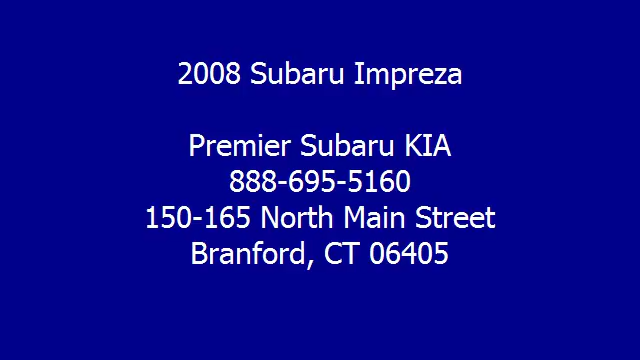 2008 Subaru Impreza
Premier Subaru KIA
888-695-5160
150-165 North Main Street
Branford, CT 06405